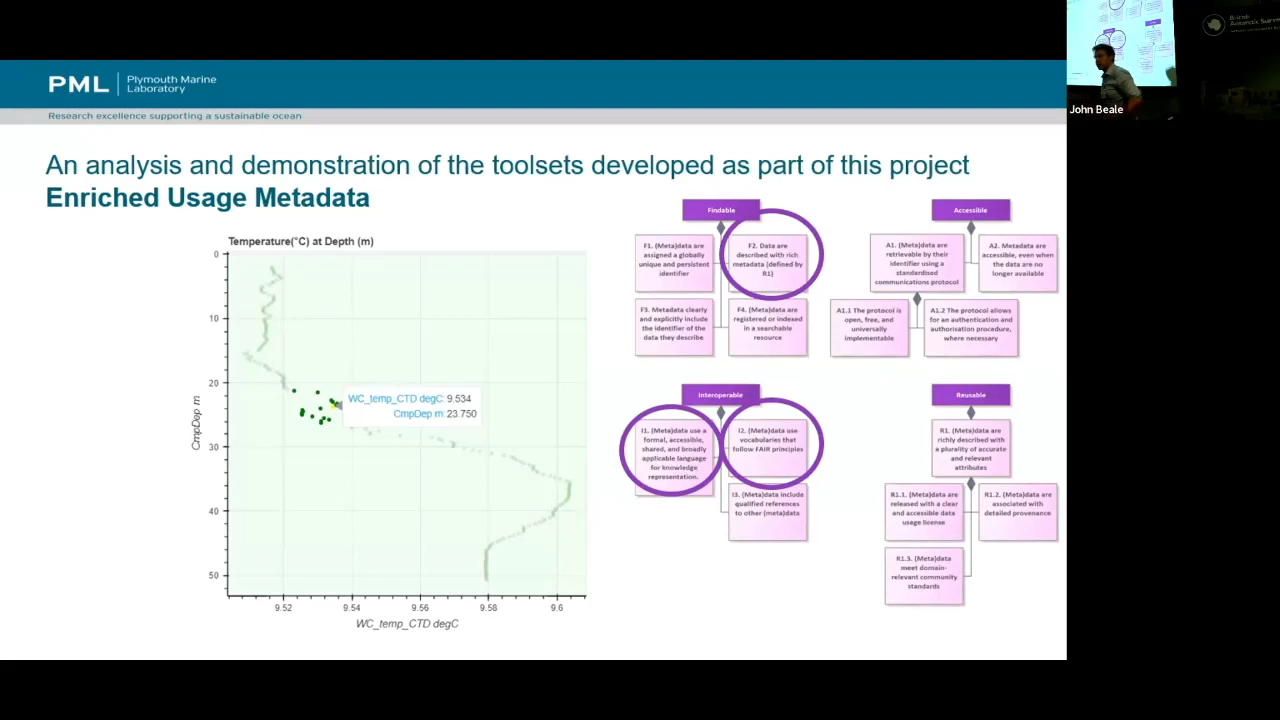 PML
Plymouth Marine
Laboratory
Research excellence supporting a sustainable ocean
An analysis and demonstration of the toolsets developed as part of this project
Enriched Usage Metadata
Temperature(°C) at Depth (m)
0
10
20
30
40
50
CmpDep m
WC_temp_CTD degC: 9.534
CmpDep m: 23.750
9.52
9.54
9.56
9.58
9.6
WC_temp_CTD degC
Findable
F1. (Meta)data are
assigned a globally
unique and persistent
identifier
F2. Data are
described with rich
metadata (defined by
R1)
F3. Metadata clearly
and explicitly include
the identifier of the
data they describe
F4. (Meta)data are
registered or indexed
in a searchable
resource
Accessible
A1. (Meta)data are
retrievable by their
identifier using a
standardised
communications protocol
A2. Metadata are
accessible, even when
the data are no
longer available
A1.1 The protocol is
open, free, and
universally
implementable
A1.2 The protocol allows
for an authentication and
authorisation procedure,
where necessary
Interoperable
I1. (Meta)data use a
formal, accessible,
shared, and broadly
applicable language
for knowledge
representation.
I2. (Meta)data use
vocabularies that
follow FAIR principles
I3. (Meta)data include
qualified references
to other (meta)data
Reusable
R1. (Meta)data are
richly described with
a plurality of accurate
and relevant
attributes
R1.1. (Meta)data are
released with a clear
and accessible data
usage license
R1.2. (Meta)data are
associated with
detailed provenance
R1.3. (Meta)data
meet domain-
relevant community
standards
John Beale
British
Antarctic Surv